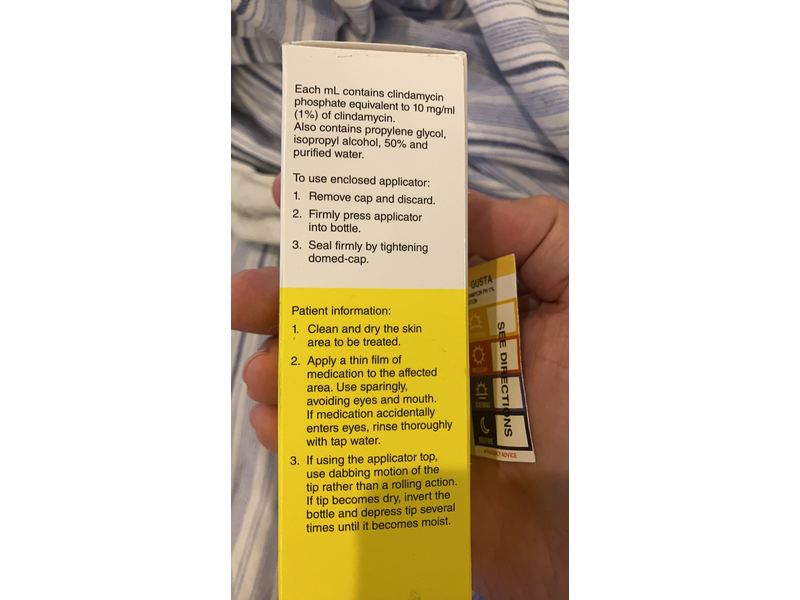 Each mL contains clindamycin
phosphate equivalent to 10 mg/ml
(1%) of clindamycin.
Also contains propylene glycol,
isopropyl alcohol, 50% and
purified water.
To use enclosed applicator:
1. Remove cap and discard.
2. Firmly press applicator
into bottle.
3. Seal firmly by tightening
domed-cap.
Patient information:
1. Clean and dry the skin
area to be treated.
2. Apply a thin film of
medication to the affected
area. Use sparingly,
avoiding eyes and mouth.
If medication accidentally
enters eyes, rinse thoroughly
with tap water.
3. If using the applicator top,
use dabbing motion of the
tip rather than a rolling action.
If tip becomes dry, invert the
bottle and depress tip several
times until it becomes moist.
GUSTA
SEE DIRECTIONS
ADVICE